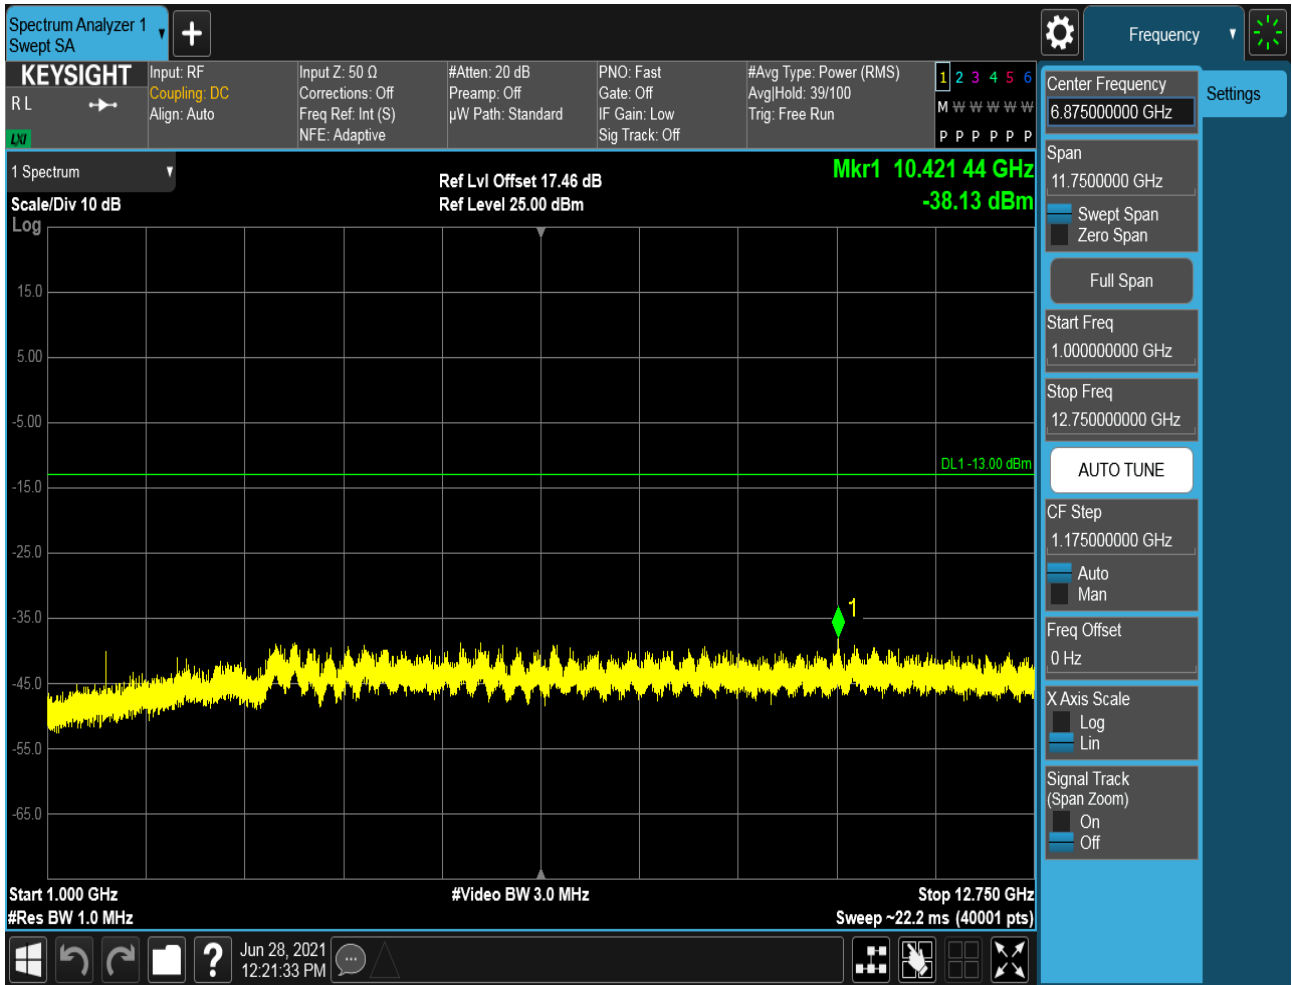 Spectrum Analyzer 1
Swept SA
Frequency
KEYSIGHT
R L
LXI
Input: RF
Coupling: DC
Align: Auto
Input Z: 50 Ω
Corrections: Off
Freq Ref: Int (S)
NFE: Adaptive
#Atten: 20 dB
Preamp: Off
µW Path: Standard
PNO: Fast
Gate: Off
IF Gain: Low
Sig Track: Off
#Avg Type: Power (RMS)
Avg|Hold: 39/100
Trig: Free Run
1 2 3 4 5 6
M W W W W W
P P P P P P
1 Spectrum
Scale/Div 10 dB
Log
Ref Lvl Offset 17.46 dB
Ref Level 25.00 dBm
Mkr1 10.421 44 GHz
-38.13 dBm
15.0
5.00
-5.00
DL1 -13.00 dBm
-15.0
-25.0
-35.0
1
-45.0
-55.0
-65.0
Start 1.000 GHz
#Res BW 1.0 MHz
#Video BW 3.0 MHz
Stop 12.750 GHz
Sweep ~22.2 ms (40001 pts)
Jun 28, 2021
12:21:33 PM
Center Frequency
6.875000000 GHz
Settings
Span
11.7500000 GHz
Swept Span
Zero Span
Full Span
Start Freq
1.000000000 GHz
Stop Freq
12.750000000 GHz
AUTO TUNE
CF Step
1.175000000 GHz
Auto
Man
Freq Offset
0 Hz
X Axis Scale
Log
Lin
Signal Track
(Span Zoom)
On
Off